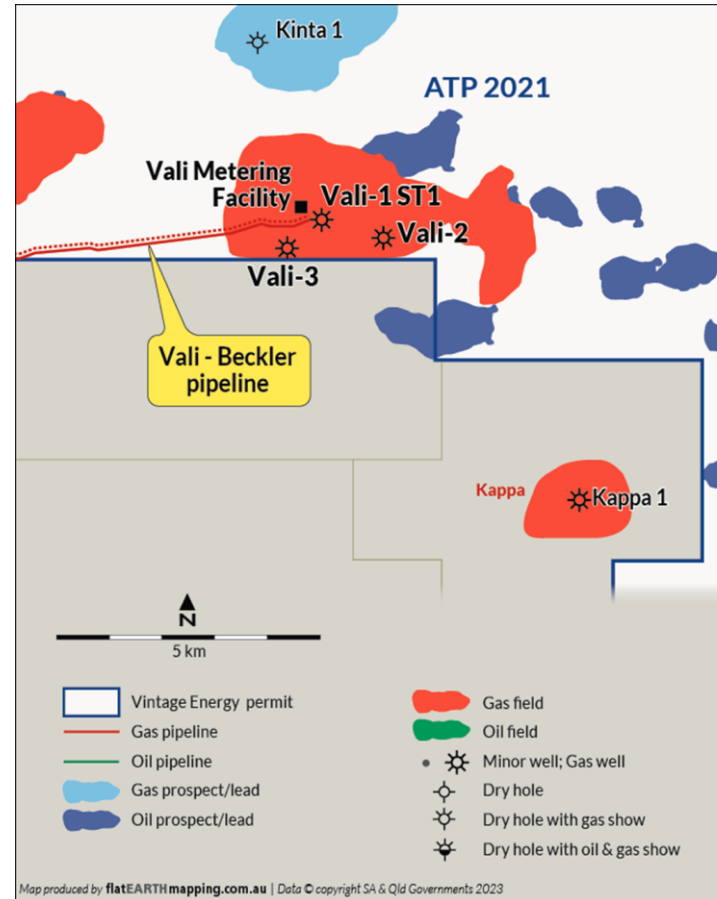 Kinta 1
ATP 2021
Vali Metering
Facility
Vali-1 ST1
Vali-2
Vali-3
Vali - Beckler
pipeline
Kappa
Kappa 1
N
5 km
Vintage Energy permit
Gas pipeline
Oil pipeline
Gas prospect/lead
Oil prospect/lead
Gas field
Oil field
Minor well; Gas well
Dry hole
Dry hole with gas show
Dry hole with oil & gas show
Map produced by flatEARTHmapping.com.au | Data © copyright SA & Qld Governments 2023